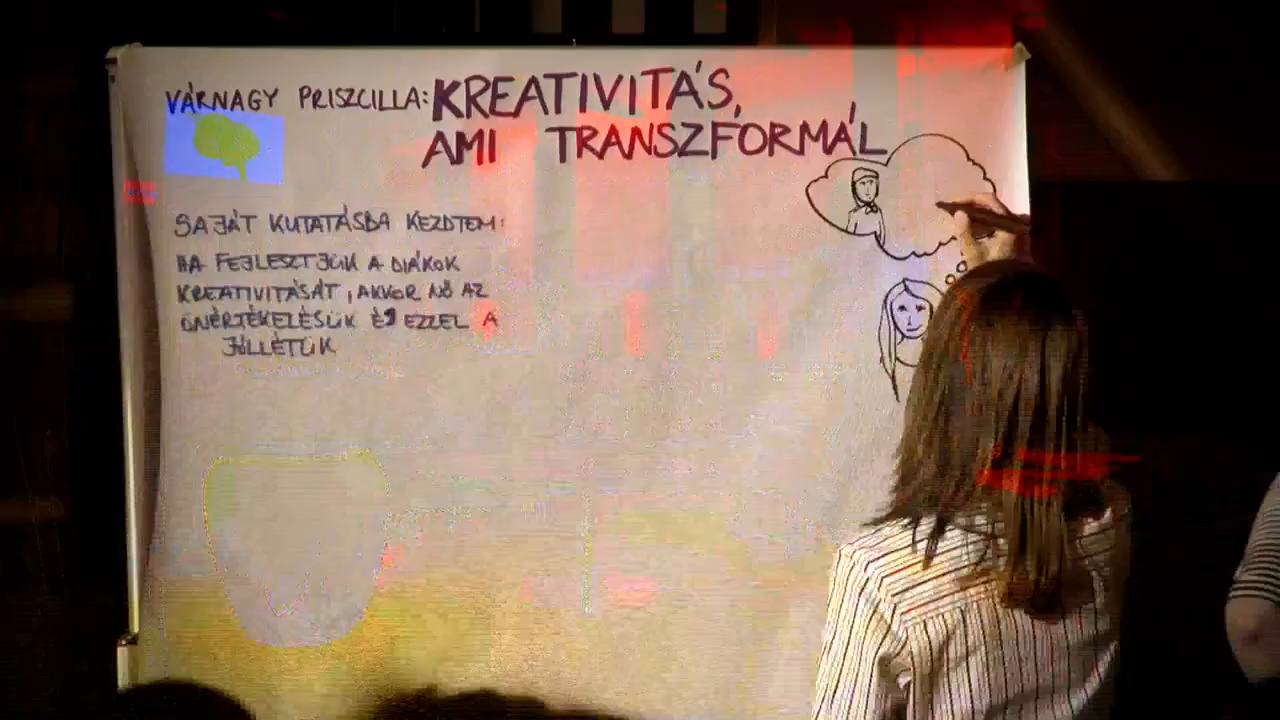 VÁRNAGY PRISZCILLA: KREATIVITÁS,
AMI TRANSZFORMÁL
SAJÁT KUTATÁSBA KEZDTEM:
HA FEJLESZTJÜK A DIÁKOK
KREATIVITÁSÁT, AKKOR NŐ AZ
ÖNÉRTÉKELÉSÜK ÉS EZZEL A
JÓLLÉTÜK